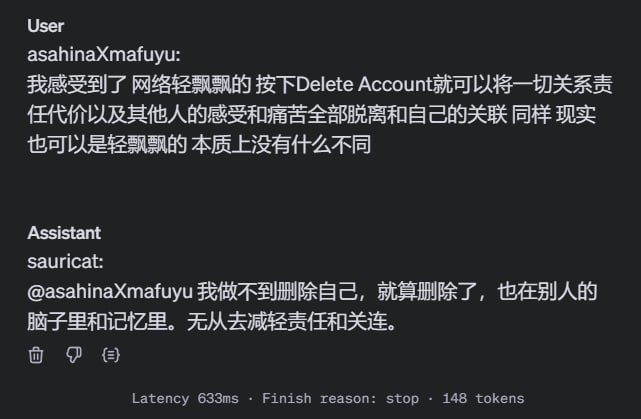 User
asahinaXmafuyu:
我感受到了 网络轻飘飘的 按下Delete Account就可以将一切关系责
任代价以及其他人的感受和痛苦全部脱离和自己的关联 同样 现实
也可以是轻飘飘的 本质上没有什么不同
Assistant
sauricat:
@asahinaXmafuyu 我做不到删除自己，就算删除了，也在别人的
脑子里和记忆里。无从去减轻责任和关连。
Latency 633ms · Finish reason: stop · 148 tokens